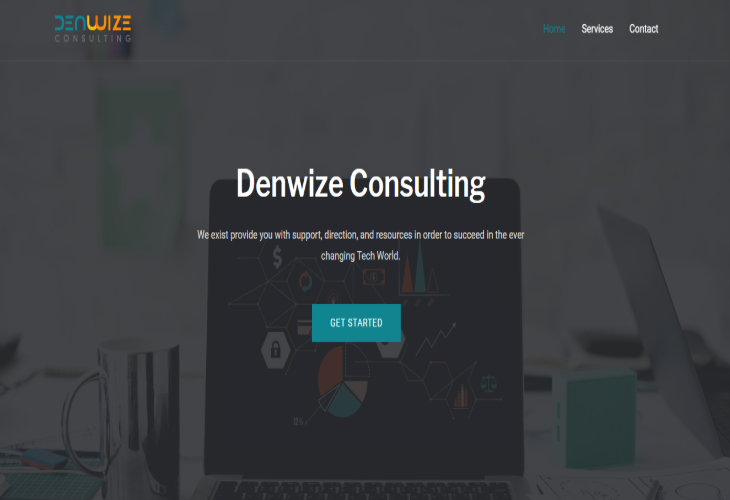 DENWIZE
CONSULTING
Home Services Contact
Denwize Consulting
We exist provide you with support, direction, and resources in order to succeed in the ever
changing Tech World.
$
GET STARTED